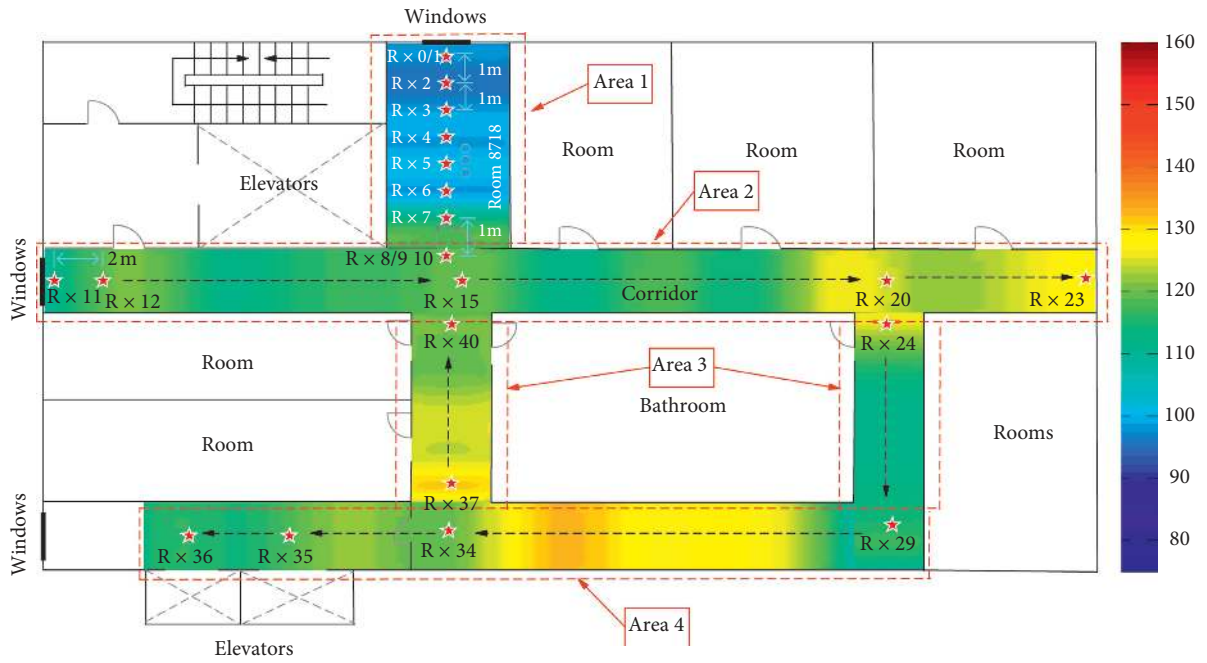 Windows
R × 0/1
1m
R × 2
1m
R × 3
R × 4
R × 5
R × 6
R × 7
1m
Room 8718
Area 1
Room
Room
Room
Elevators
Area 2
R × 8/9 10
Windows
2m
R × 11
R × 12
R × 15
Corridor
R × 20
R × 23
R × 40
R × 24
Room
Area 3
Bathroom
Room
Rooms
R × 37
Windows
R × 36
R × 35
R × 34
R × 29
Elevators
Area 4
160
150
140
130
120
110
100
90
80